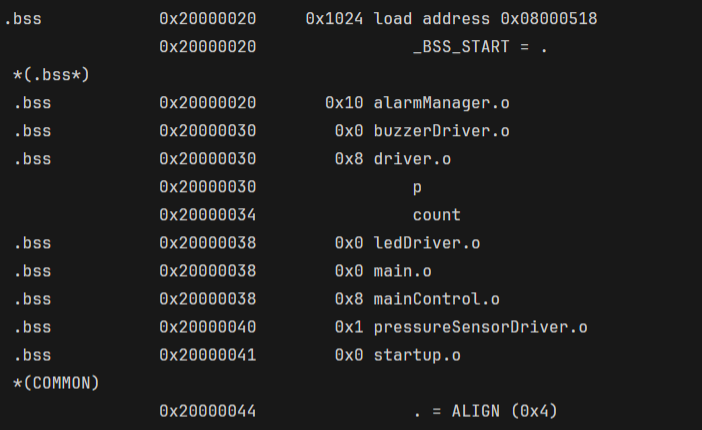 .bss 0x20000020 0x1024 load address 0x08000518
0x20000020 _BSS_START = .
*(.bss*)
.bss 0x20000020 0x10 alarmManager.o
.bss 0x20000030 0x0 buzzerDriver.o
.bss 0x20000030 0x8 driver.o
0x20000030 p
0x20000034 count
.bss 0x20000038 0x0 ledDriver.o
.bss 0x20000038 0x0 main.o
.bss 0x20000038 0x8 mainControl.o
.bss 0x20000040 0x1 pressureSensorDriver.o
.bss 0x20000041 0x0 startup.o
*(COMMON)
0x20000044 . = ALIGN (0x4)